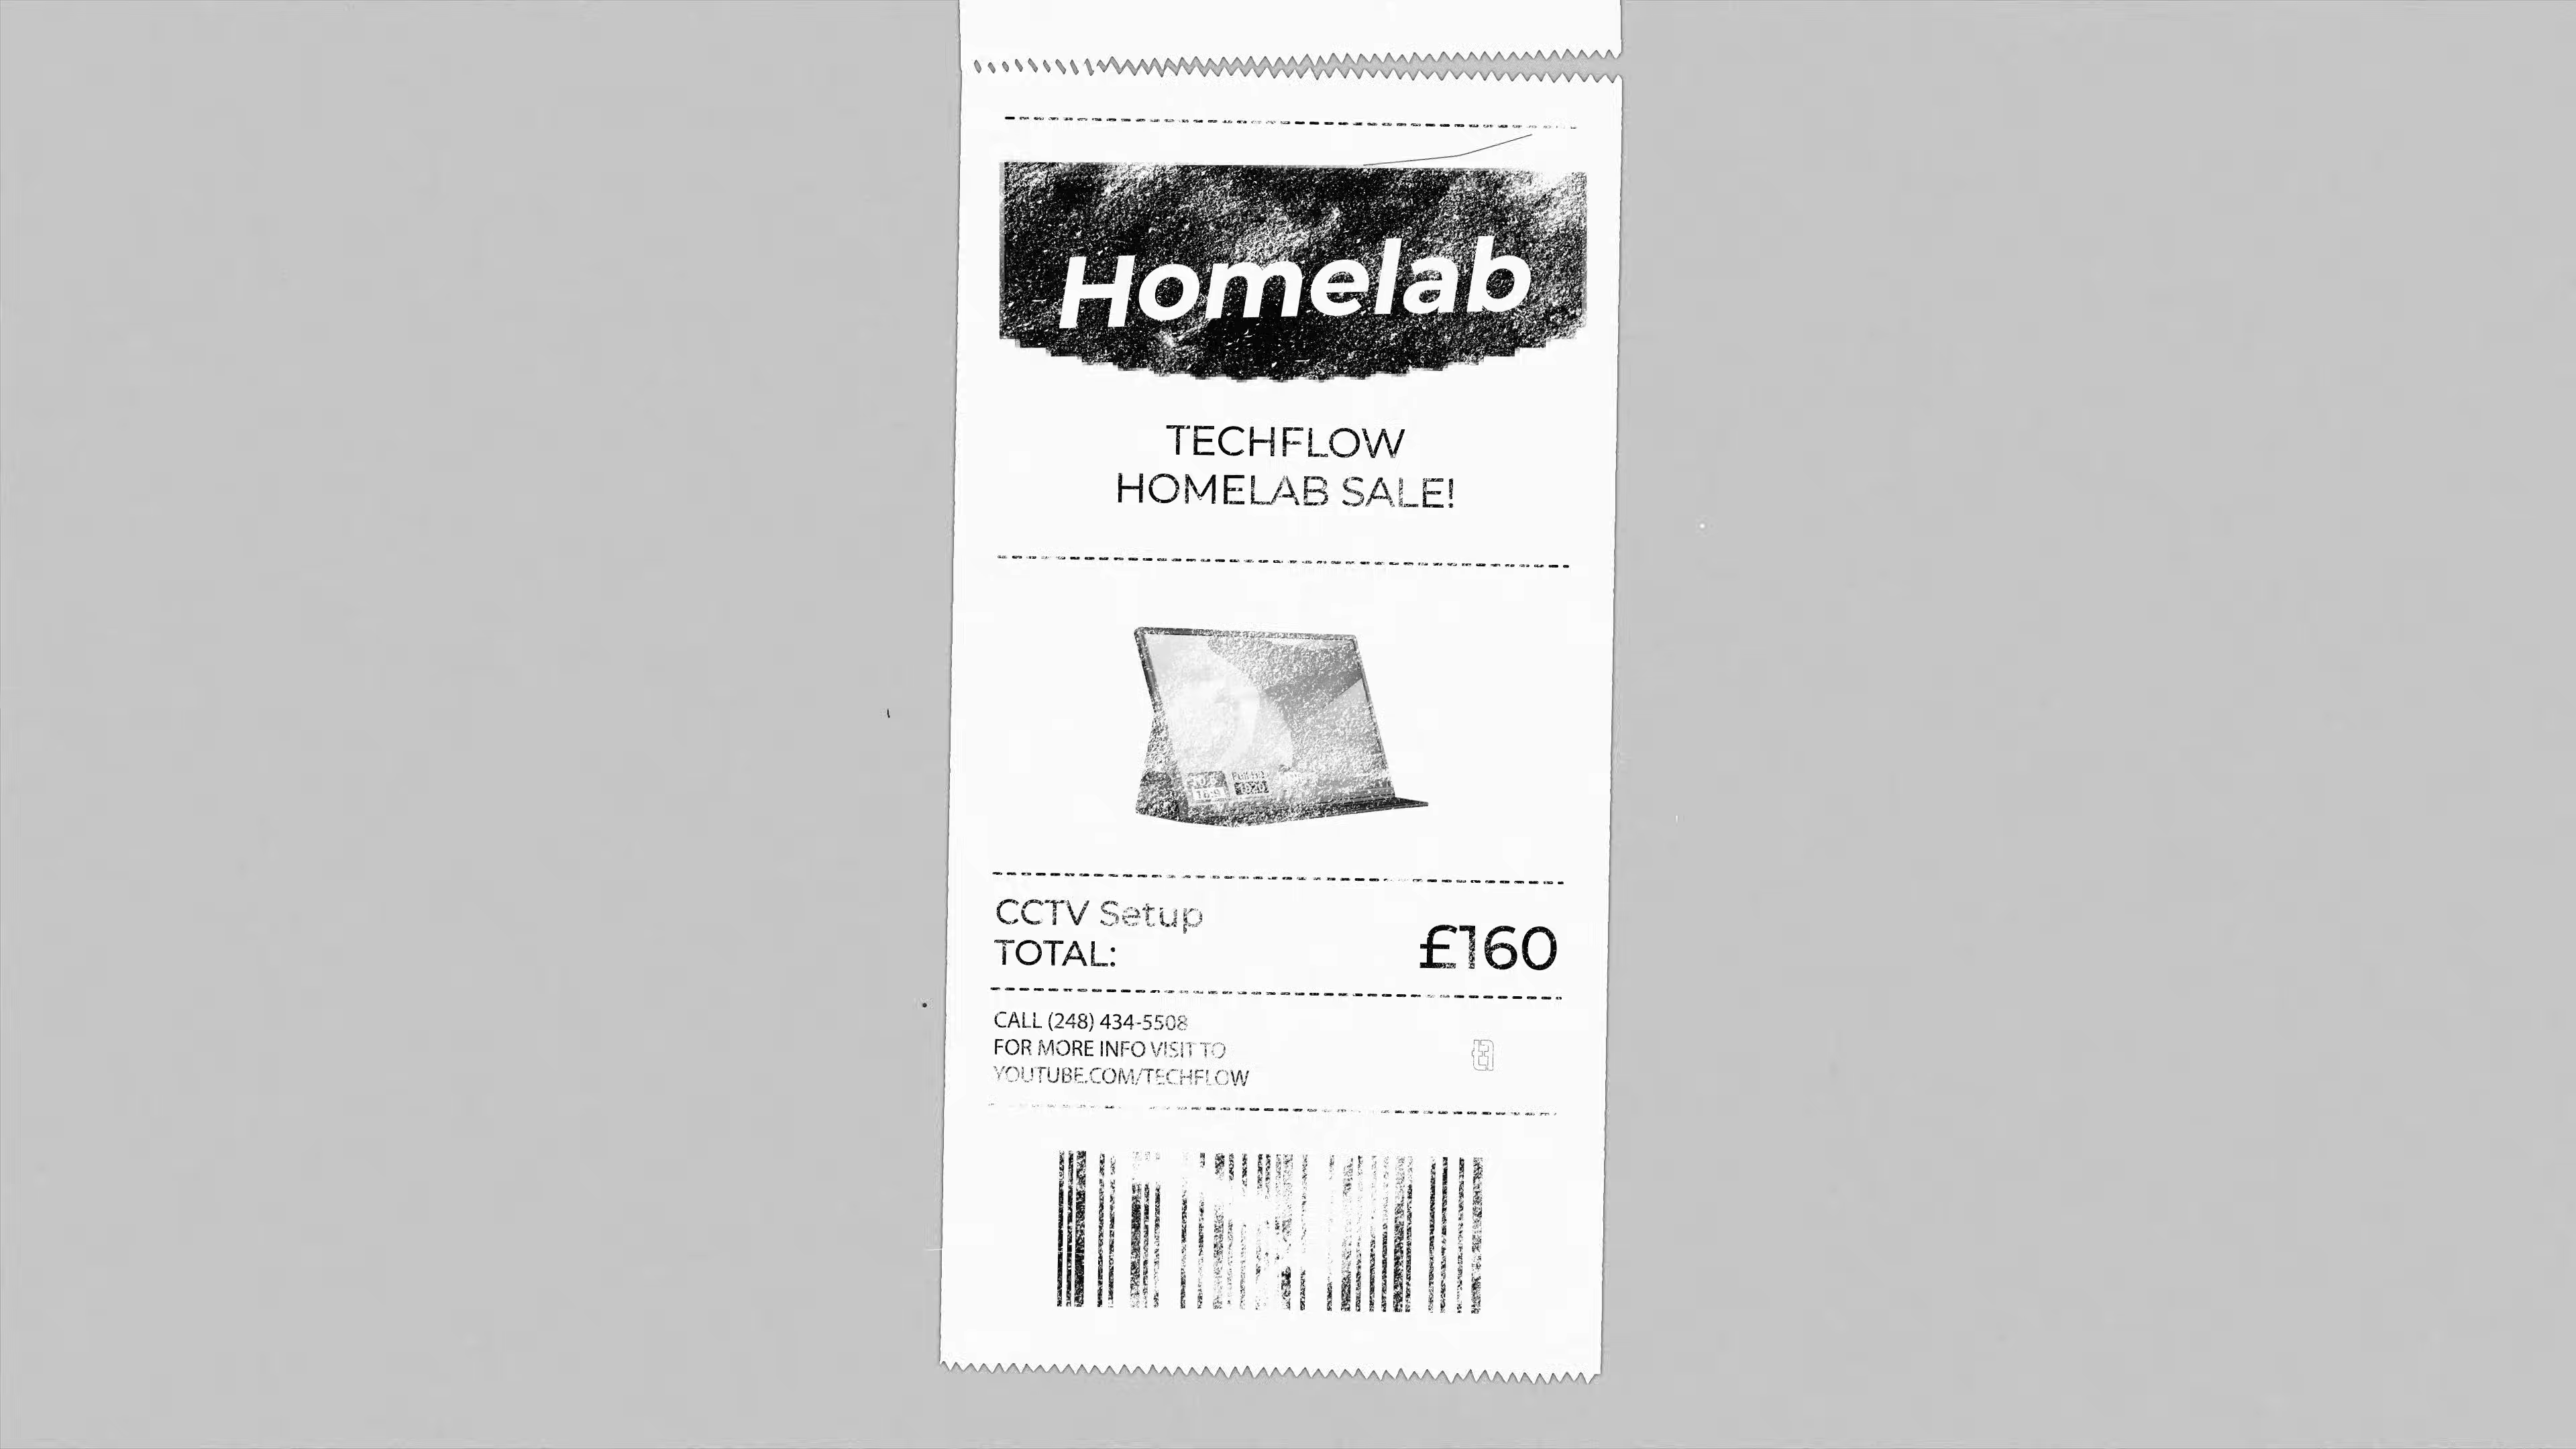 Homelab
TECHFLOW
HOMELAB SALE!
CCTV Setup
TOTAL:
£160
CALL (248) 434-5508
FOR MORE INFO VISIT TO
YOUTUBE.COM/TECHFLOW